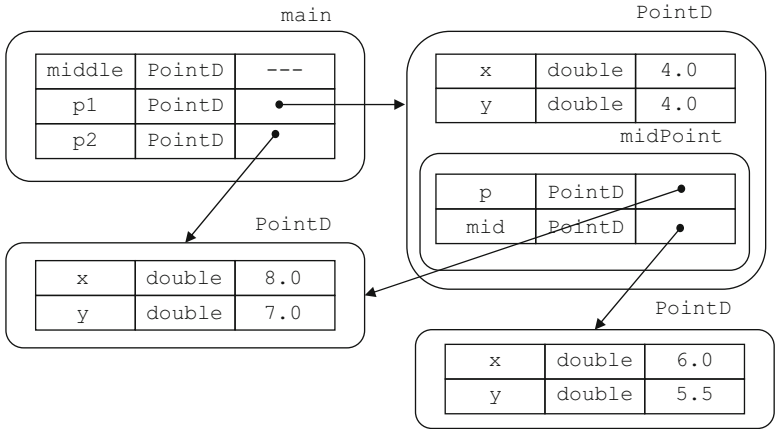 main
middle PointD ---
p1 PointD
p2 PointD
PointD
x double 4.0
y double 4.0
midPoint
p PointD
mid PointD
PointD
x double 8.0
y double 7.0
PointD
x double 6.0
y double 5.5